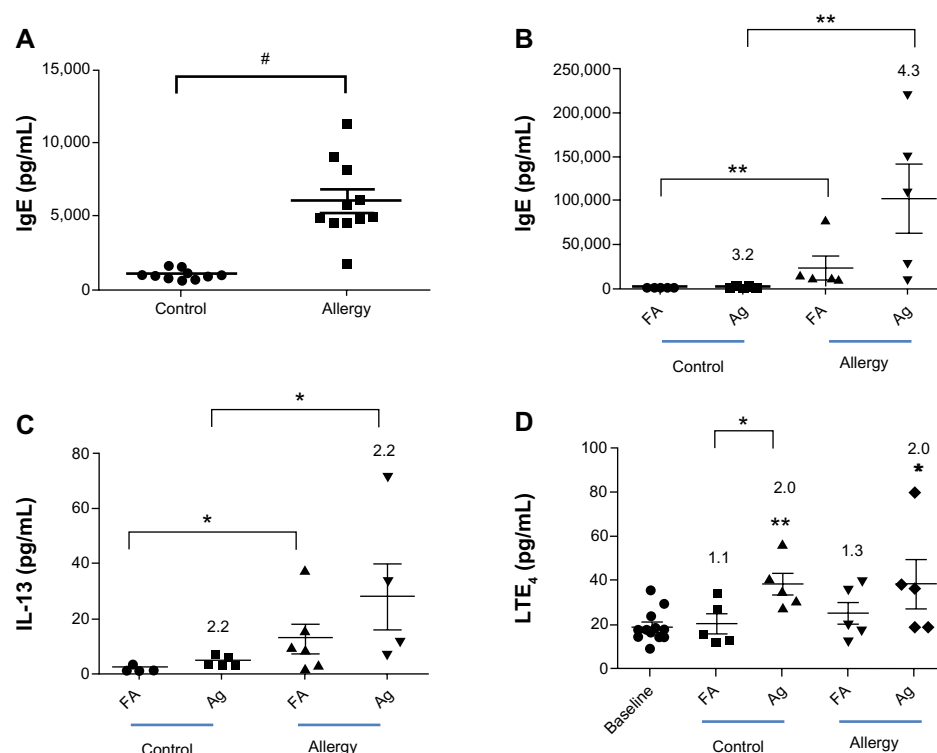 A
#
IgE (pg/mL)
15,000
10,000
5,000
0
Control
Allergy
B
**
**
4.3
3.2
IgE (pg/mL)
250,000
200,000
150,000
100,000
50,000
0
FA
Ag
FA
Ag
Control
Allergy
C
*
*
2.2
2.2
IL-13 (pg/mL)
80
60
40
20
0
FA
Ag
FA
Ag
Control
Allergy
D
*
2.0
*
2.0
**
1.1
1.3
LTE4 (pg/mL)
100
80
60
40
20
0
Baseline
FA
Ag
FA
Ag
Control
Allergy